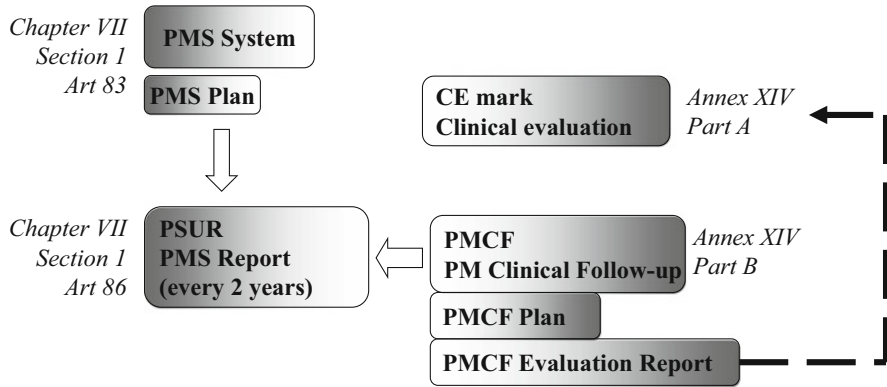 Chapter VII
Section 1
Art 83
PMS System
PMS Plan
CE mark
Clinical evaluation
Annex XIV
Part A
Chapter VII
Section 1
Art 86
PSUR
PMS Report
(every 2 years)
PMCF
PM Clinical Follow-up
Annex XIV
Part B
PMCF Plan
PMCF Evaluation Report